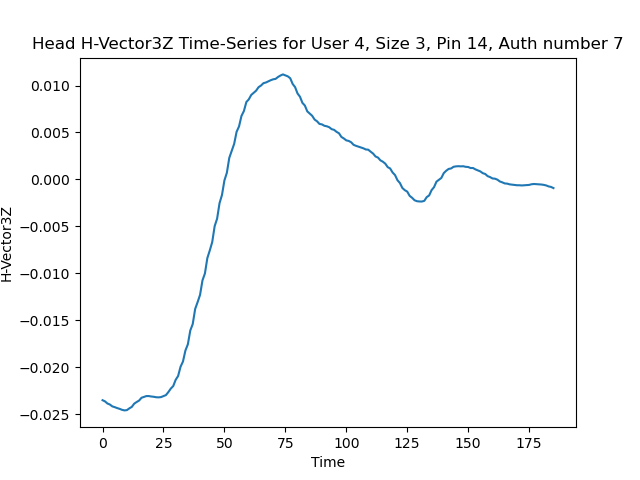 Head H-Vector3Z Time-Series for User 4, Size 3, Pin 14, Auth number 7
0.010
0.005
0.000
−0.005
−0.010
−0.015
−0.020
−0.025
H-Vector3Z
0 25 50 75 100 125 150 175
Time